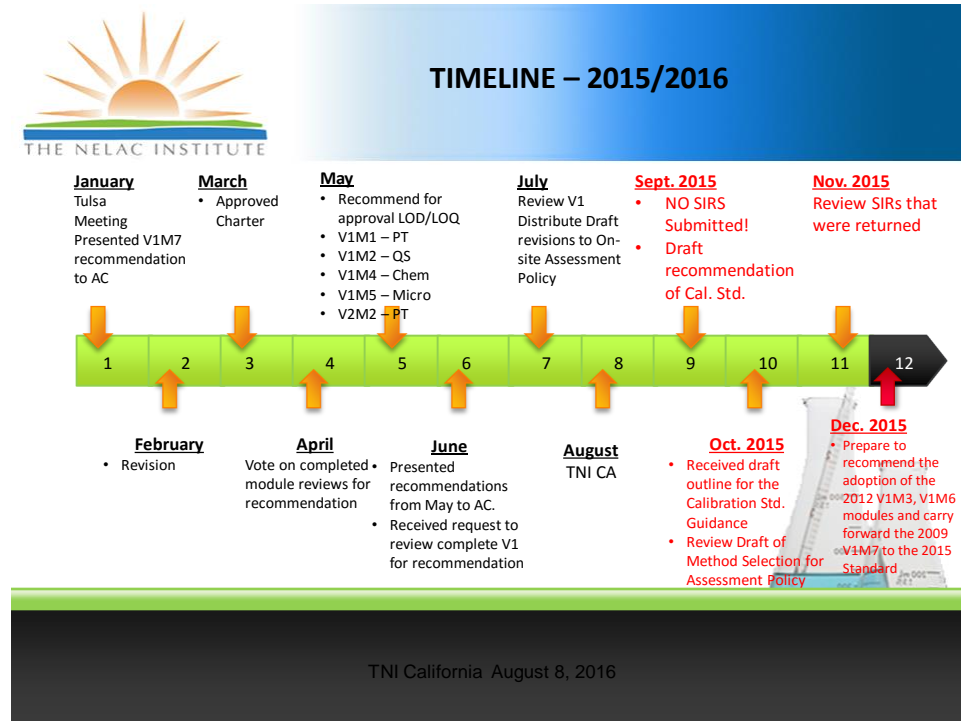 TIMELINE – 2015/2016
THE NELAC INSTITUTE
January
Tulsa
Meeting
Presented V1M7
recommendation
to AC
March
• Approved
Charter
May
• Recommend for
approval LOD/LOQ
• V1M1 – PT
• V1M2 – QS
• V1M4 – Chem
• V1M5 – Micro
• V2M2 – PT
July
Review V1
Distribute Draft
revisions to On-
site Assessment
Policy
Sept. 2015
• NO SIRS
Submitted!
• Draft
recommendation
of Cal. Std.
Nov. 2015
Review SIRs that
were returned
1 2 3 4 5 6 7 8 9 10 11 12
February
• Revision
April
Vote on completed
module reviews for
recommendation
June
• Presented
recommendations
from May to AC.
• Received request to
review complete V1
for recommendation
August
TNI CA
Oct. 2015
• Received draft
outline for the
Calibration Std.
Guidance
• Review Draft of
Method Selection for
Assessment Policy
Dec. 2015
• Prepare to
recommend the
adoption of the
2012 V1M3, V1M6
modules and carry
forward the 2009
V1M7 to the 2015
Standard
TNI California August 8, 2016